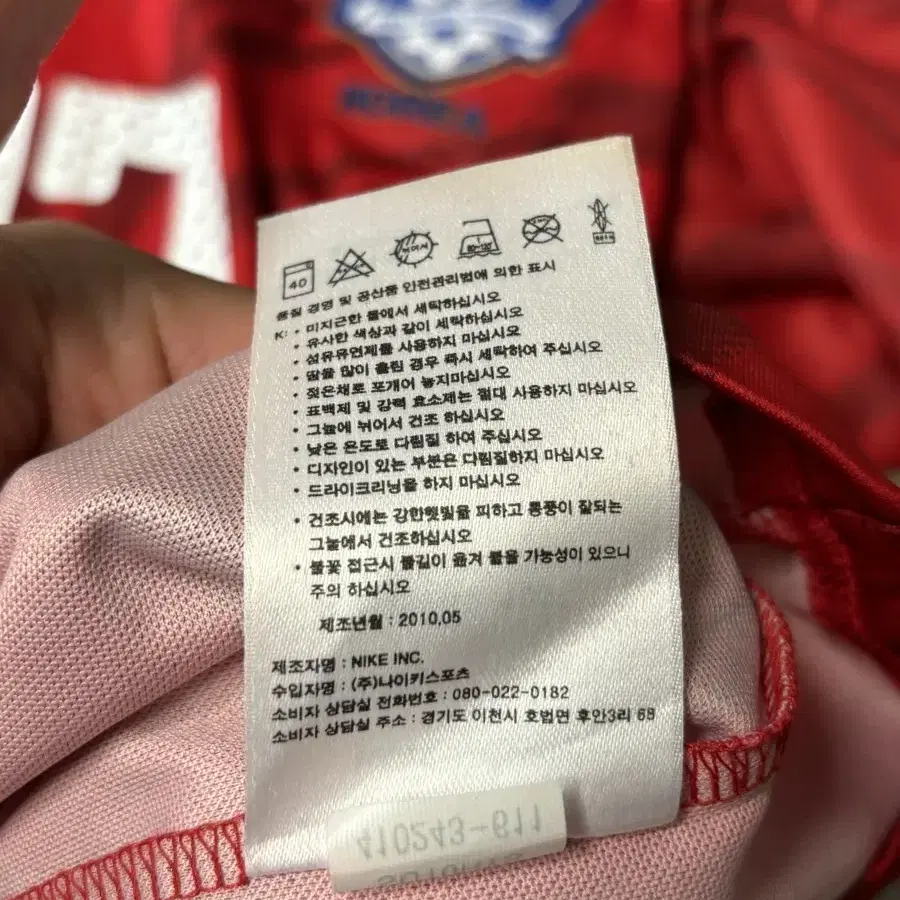 7
KOREA
40
뉘어서
80~120
품질 경영 및 공산품 안전관리법에 의한 표시
K: • 미지근한 물에서 세탁하십시오
• 유사한 색상과 같이 세탁하십시오
• 섬유유연제를 사용하지 마십시오
• 땀을 많이 흘린 경우 즉시 세탁하여 주십시오
• 젖은채로 포개어 놓지마십시오
• 표백제 및 강력 효소제는 절대 사용하지 마십시오
• 그늘에 뉘어서 건조 하십시오
• 낮은 온도로 다림질 하여 주십시오
• 디자인이 있는 부분은 다림질하지 마십시오
• 드라이크리닝을 하지 마십시오
• 건조시에는 강한햇빛을 피하고 통풍이 잘되는
그늘에서 건조하십시오
• 불꽃 접근시 불길이 옮겨 붙을 가능성이 있으니
주의 하십시오
제조년월 : 2010.05
제조자명 : NIKE INC.
수입자명 : (주)나이키스포츠
소비자 상담실 전화번호 : 080-022-0182
소비자 상담실 주소 : 경기도 이천시 호법면 후안3리 68
410243-611